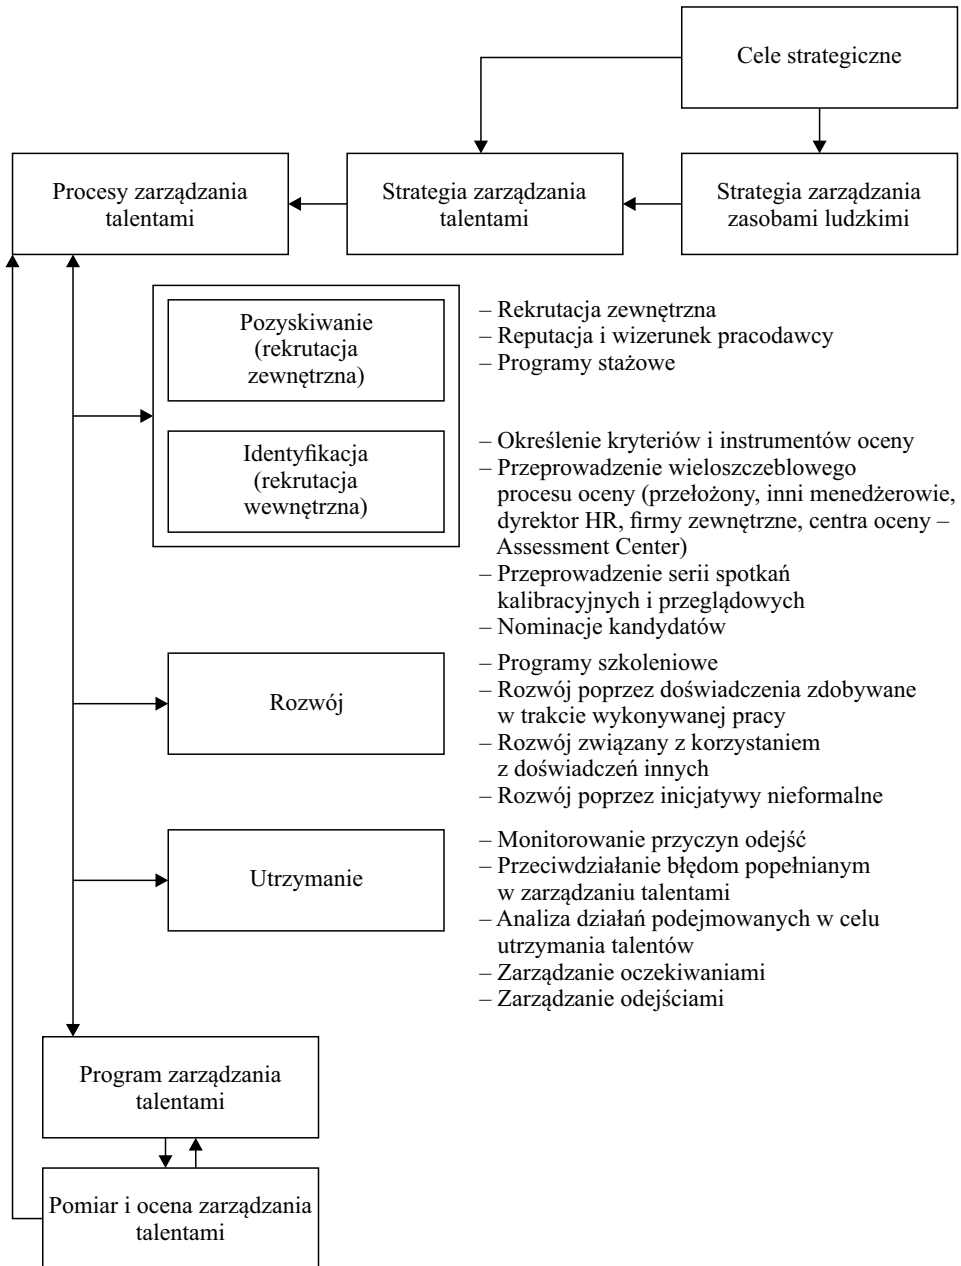 Cele strategiczne
Procesy zarządzania
talentami
Strategia zarządzania
talentami
Strategia zarządzania
zasobami ludzkimi
Pozyskiwanie
(rekrutacja
zewnętrzna)
– Rekrutacja zewnętrzna
– Reputacja i wizerunek pracodawcy
– Programy stażowe
Identyfikacja
(rekrutacja
wewnętrzna)
– Określenie kryteriów i instrumentów oceny
– Przeprowadzenie wieloszczeblowego
procesu oceny (przełożony, inni menedżerowie,
dyrektor HR, firmy zewnętrzne, centra oceny –
Assessment Center)
– Przeprowadzenie serii spotkań
kalibracyjnych i przeglądowych
– Nominacje kandydatów
Rozwój
– Programy szkoleniowe
– Rozwój poprzez doświadczenia zdobywane
w trakcie wykonywanej pracy
– Rozwój związany z korzystaniem
z doświadczeń innych
– Rozwój poprzez inicjatywy nieformalne
Utrzymanie
– Monitorowanie przyczyn odejść
– Przeciwdziałanie błędom popełnianym
w zarządzaniu talentami
– Analiza działań podejmowanych w celu
utrzymania talentów
– Zarządzanie oczekiwaniami
– Zarządzanie odejściami
Program zarządzania
talentami
Pomiar i ocena zarządzania
talentami